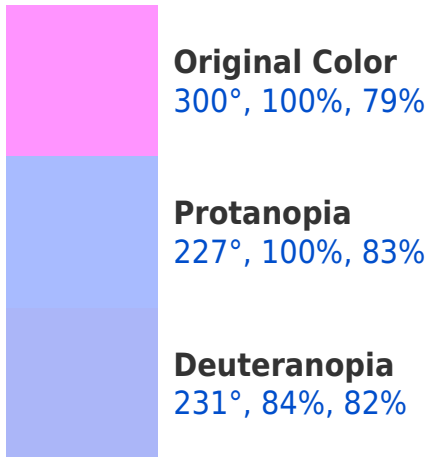 Original Color
300°, 100%, 79%
Protanopia
227°, 100%, 83%
Deuteranopia
231°, 84%, 82%